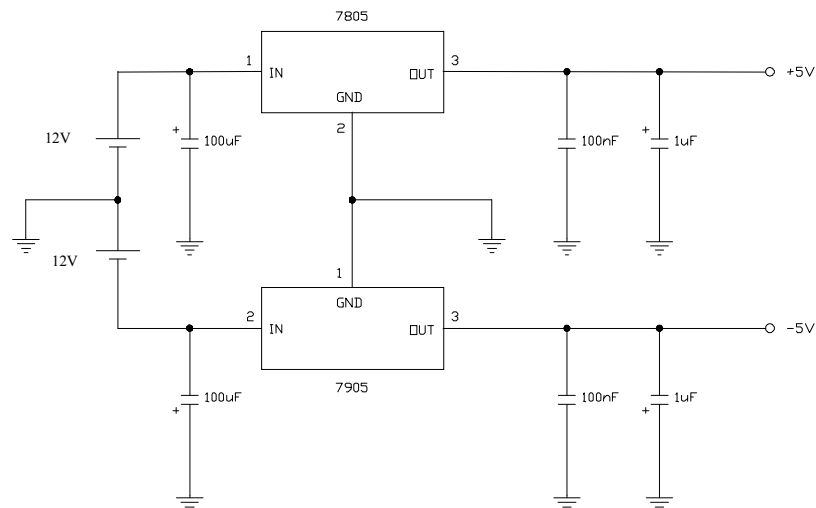 7805
1 IN OUT 3 +5V
GND
2
+
12V 100uF 100nF + 1uF
12V
1
GND
2 IN OUT 3 -5V
7905
100uF 100nF 1uF
+ +